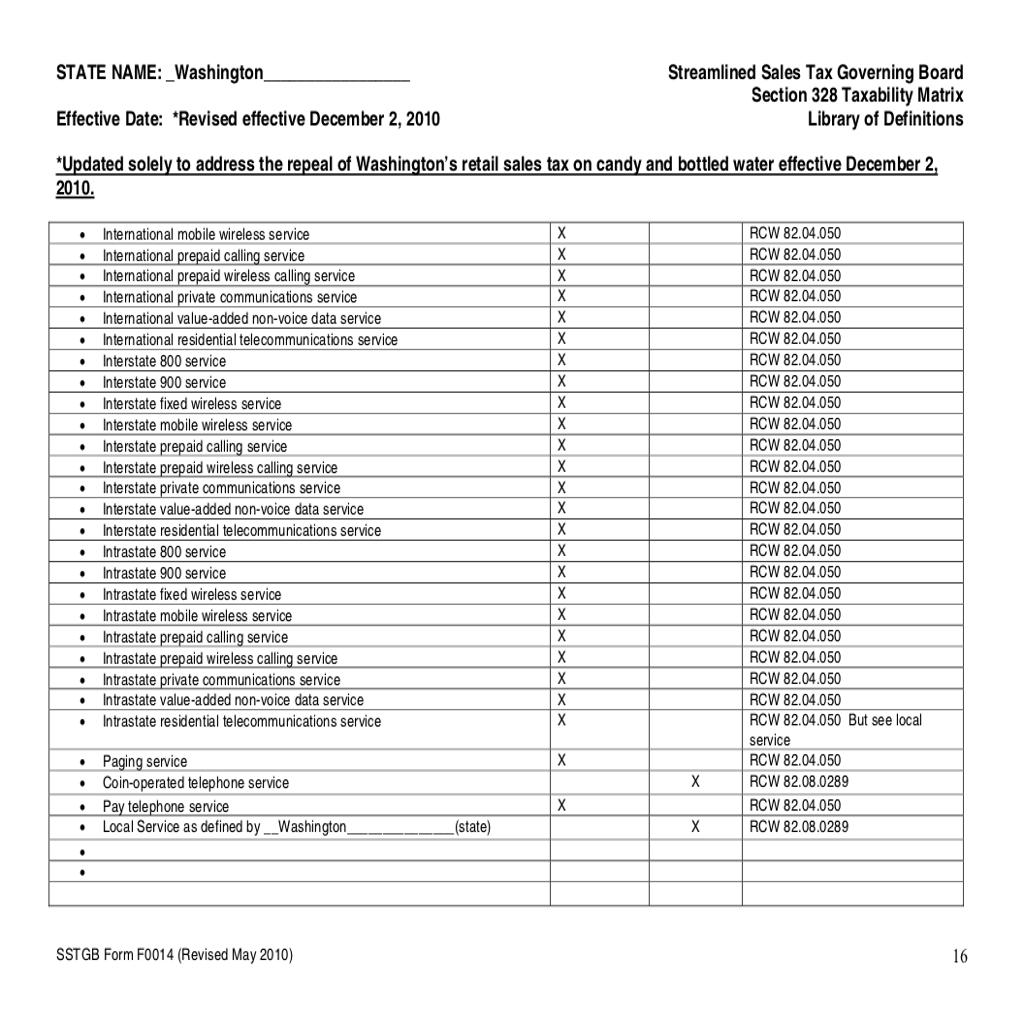 STATE NAME: _Washington_________________
Streamlined Sales Tax Governing Board
Section 328 Taxability Matrix
Effective Date: *Revised effective December 2, 2010
Library of Definitions
*Updated solely to address the repeal of Washington's retail sales tax on candy and bottled water effective December 2,
2010.
• International mobile wireless service X RCW 82.04.050
• International prepaid calling service X RCW 82.04.050
• International prepaid wireless calling service X RCW 82.04.050
• International private communications service X RCW 82.04.050
• International value-added non-voice data service X RCW 82.04.050
• International residential telecommunications service X RCW 82.04.050
• Interstate 800 service X RCW 82.04.050
• Interstate 900 service X RCW 82.04.050
• Interstate fixed wireless service X RCW 82.04.050
• Interstate mobile wireless service X RCW 82.04.050
• Interstate prepaid calling service X RCW 82.04.050
• Interstate prepaid wireless calling service X RCW 82.04.050
• Interstate private communications service X RCW 82.04.050
• Interstate value-added non-voice data service X RCW 82.04.050
• Interstate residential telecommunications service X RCW 82.04.050
• Intrastate 800 service X RCW 82.04.050
• Intrastate 900 service X RCW 82.04.050
• Intrastate fixed wireless service X RCW 82.04.050
• Intrastate mobile wireless service X RCW 82.04.050
• Intrastate prepaid calling service X RCW 82.04.050
• Intrastate prepaid wireless calling service X RCW 82.04.050
• Intrastate private communications service X RCW 82.04.050
• Intrastate value-added non-voice data service X RCW 82.04.050
• Intrastate residential telecommunications service X RCW 82.04.050 But see local
service
• Paging service X RCW 82.04.050
• Coin-operated telephone service X RCW 82.08.0289
• Pay telephone service X RCW 82.04.050
• Local Service as defined by __Washington________________(state) X RCW 82.08.0289
•
•
SSTGB Form F0014 (Revised May 2010)
16